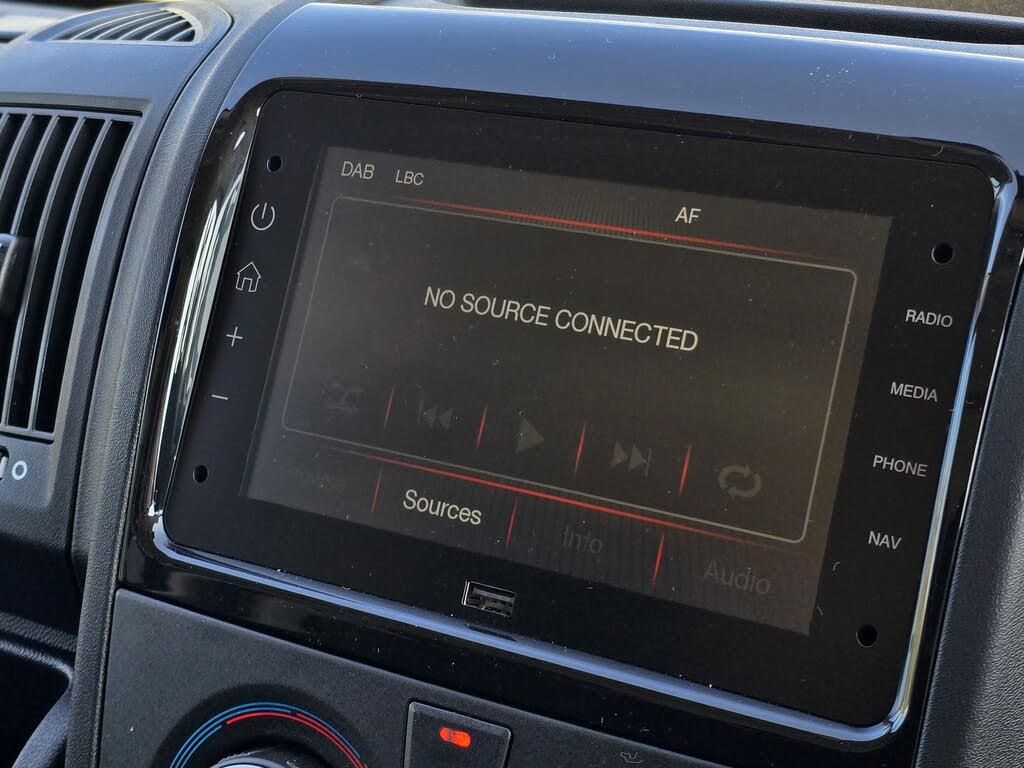 DAB LBC
AF
NO SOURCE CONNECTED
Sources
Info
Audio
RADIO
MEDIA
PHONE
NAV